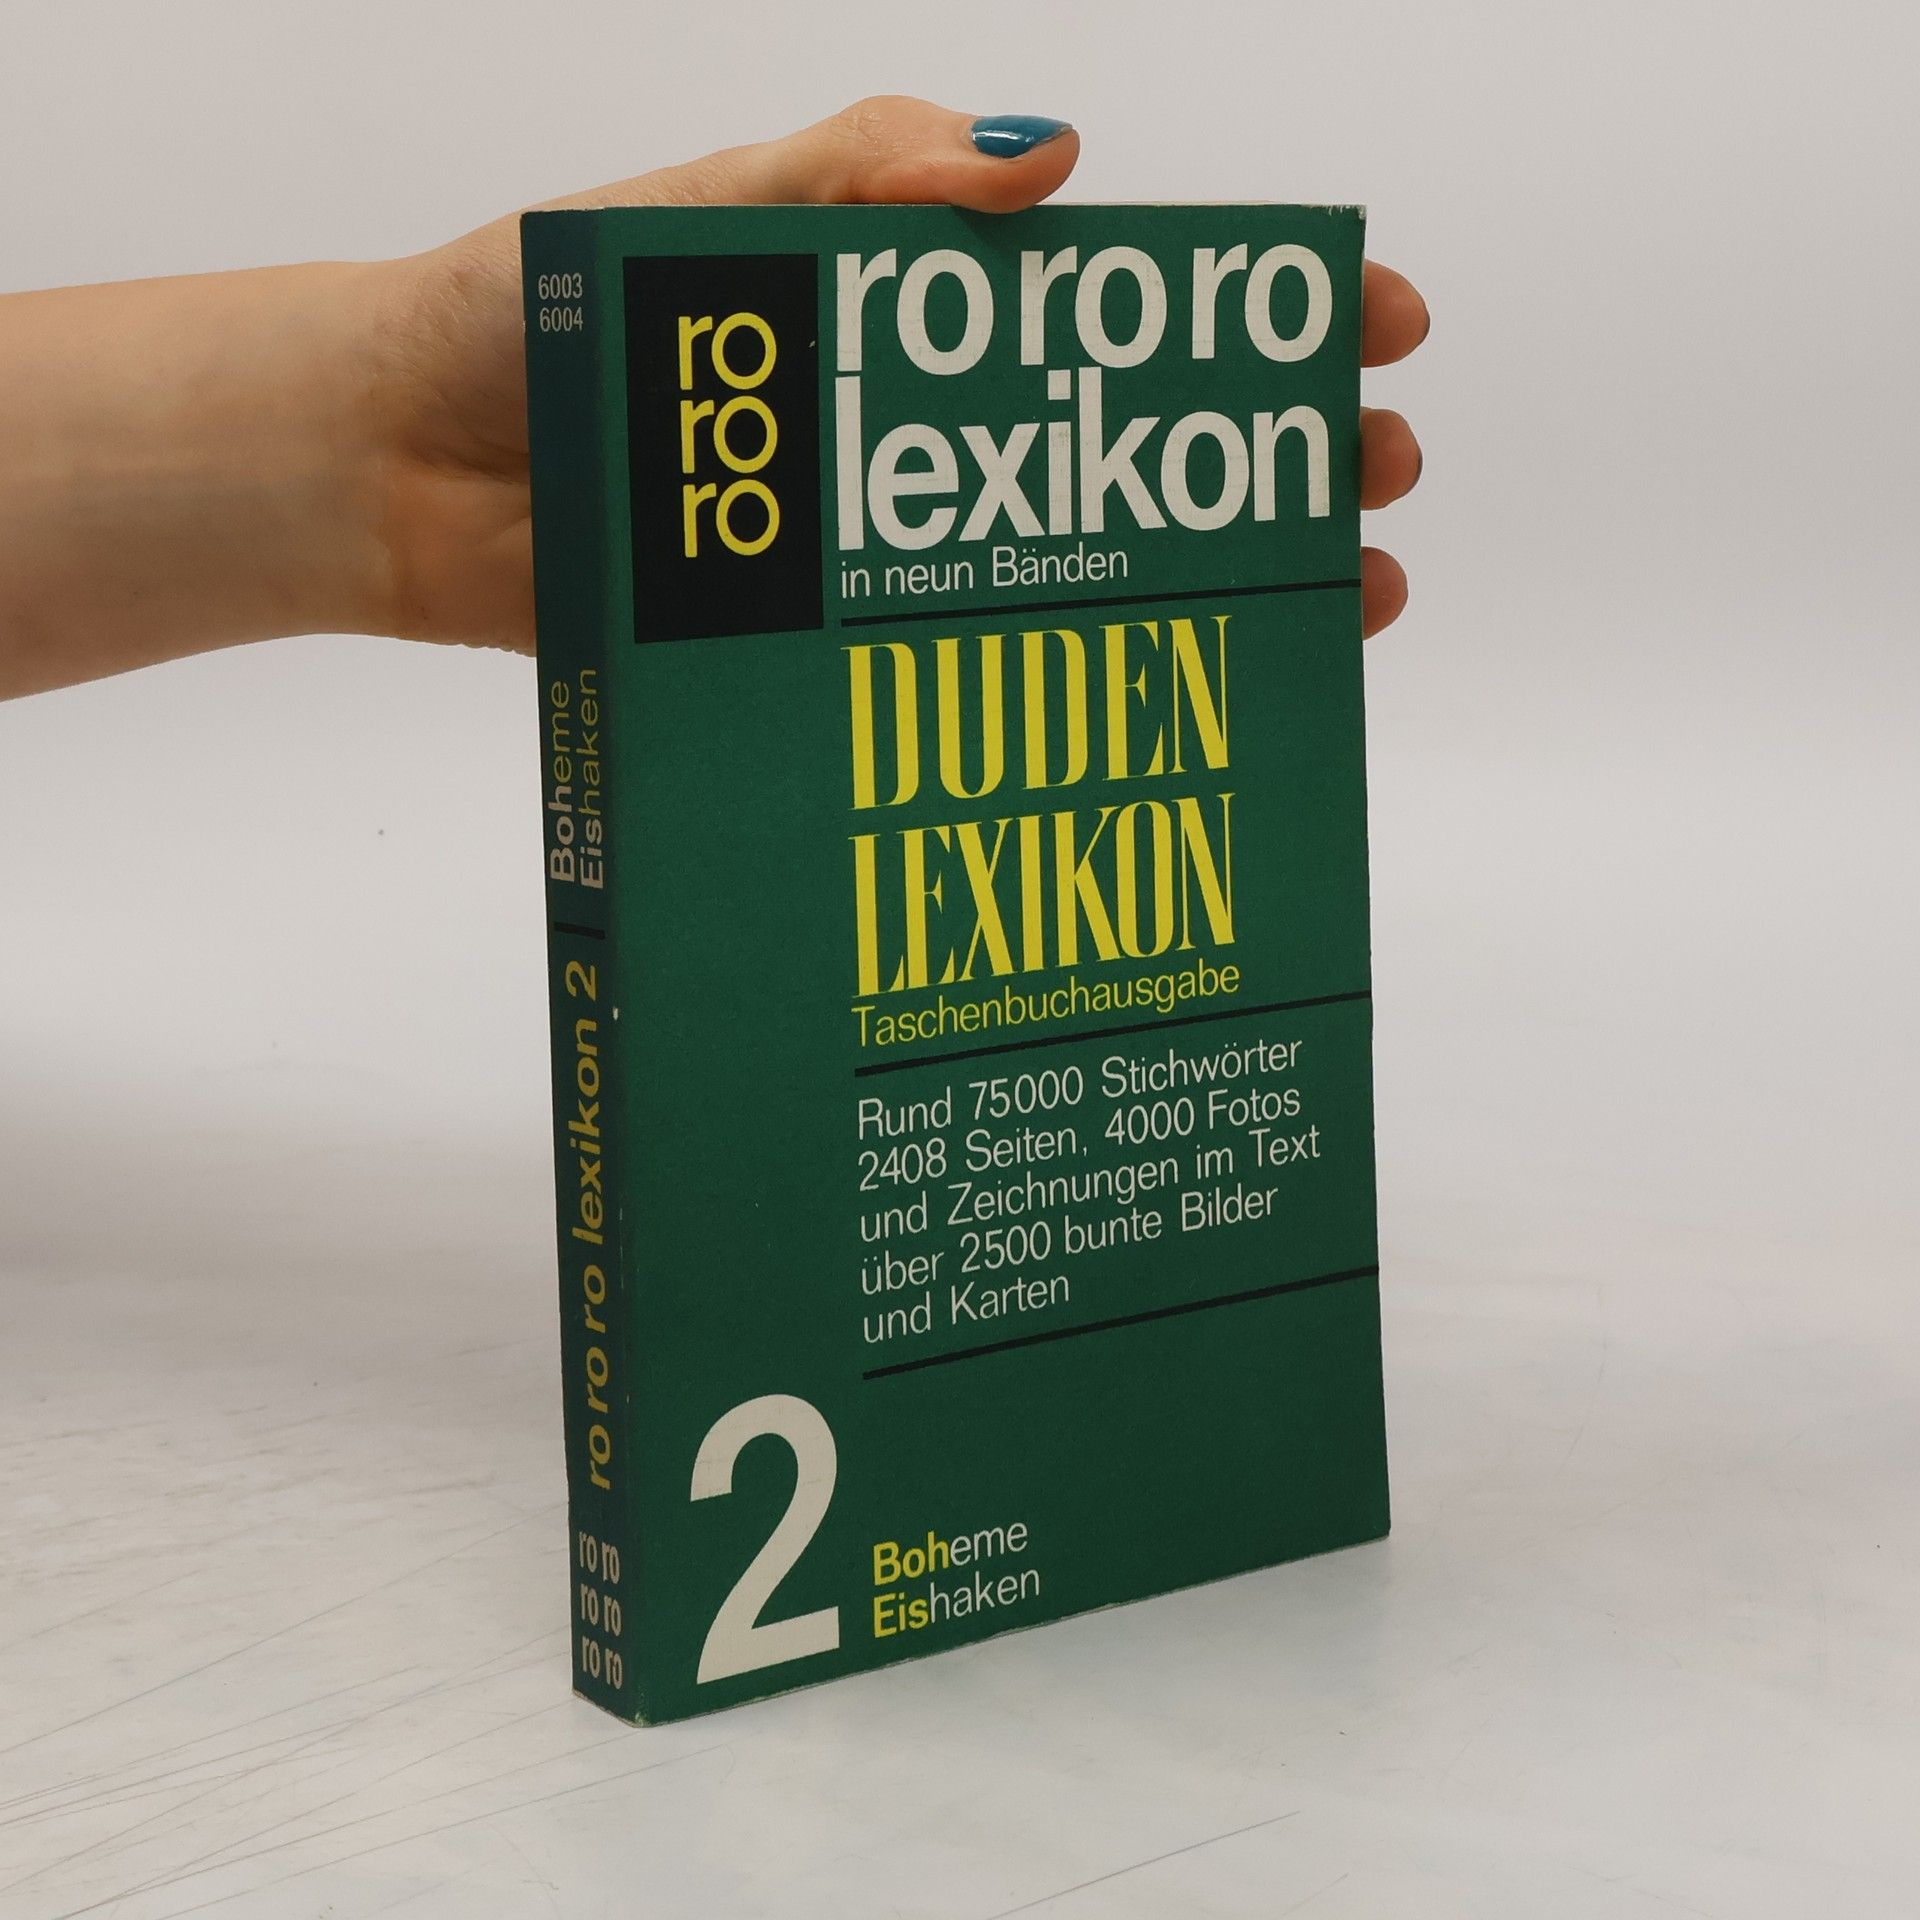 6003
6004
Boheme
Eishaken
ro ro ro lexikon 2
ro ro
ro ro
ro ro
ro
ro
ro
ro ro ro
lexikon
in neun Bänden
DUDEN
LEXIKON
Taschenbuchausgabe
Rund 75000 Stichwörter
2408 Seiten, 4000 Fotos
und Zeichnungen im Text
über 2500 bunte Bilder
und Karten
2
Boheme
Eishaken